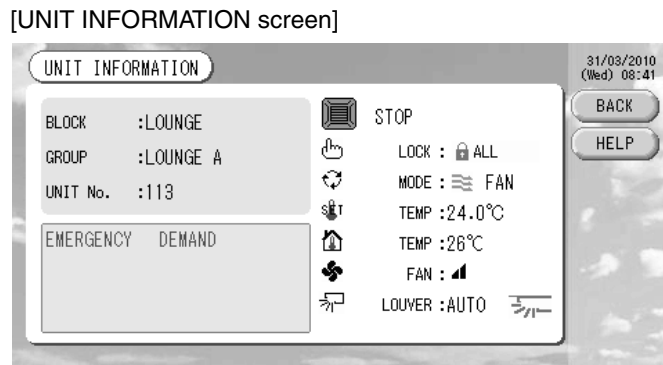 [UNIT INFORMATION screen]
UNIT INFORMATION
31/03/2010
(Wed) 08:41
BACK
HELP
BLOCK :LOUNGE
GROUP :LOUNGE A
UNIT No. :113
EMERGENCY DEMAND
STOP
LOCK : ALL
MODE : FAN
SET TEMP :24.0℃
TEMP :26℃
FAN :
LOUVER :AUTO